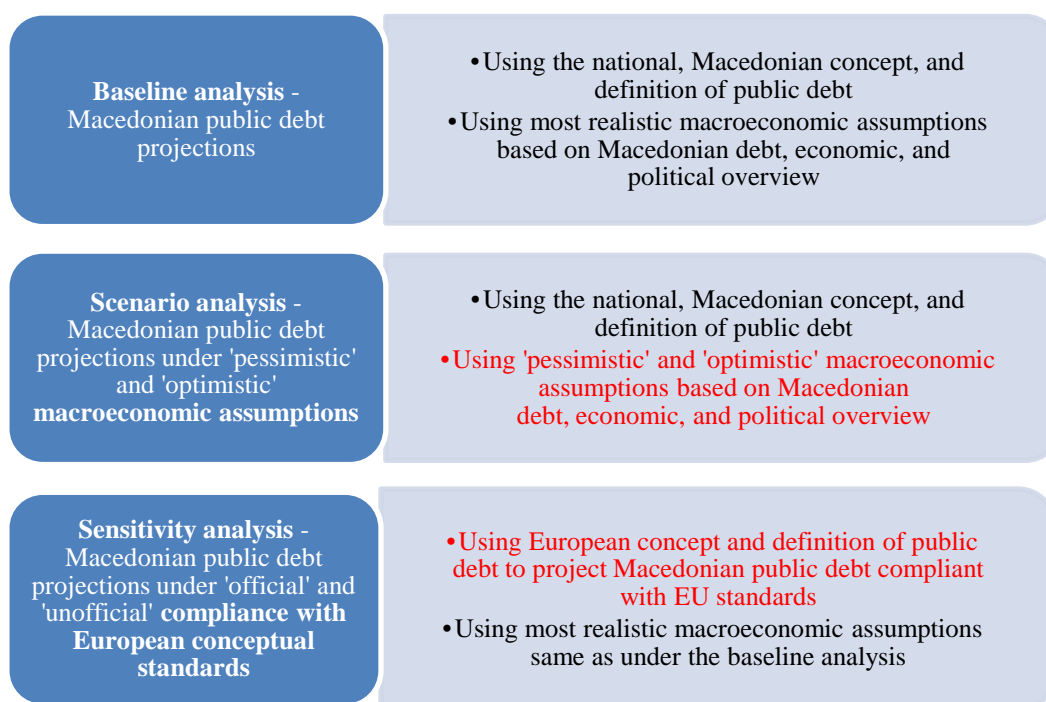 Baseline analysis -
Macedonian public debt
projections
•Using the national, Macedonian concept, and
definition of public debt
•Using most realistic macroeconomic assumptions
based on Macedonian debt, economic, and
political overview
Scenario analysis -
Macedonian public debt
projections under 'pessimistic'
and 'optimistic'
macroeconomic assumptions
•Using the national, Macedonian concept, and
definition of public debt
•Using 'pessimistic' and 'optimistic' macroeconomic
assumptions based on Macedonian
debt, economic, and political overview
Sensitivity analysis -
Macedonian public debt
projections under 'official' and
'unofficial' compliance with
European conceptual
standards
•Using European concept and definition of public
debt to project Macedonian public debt compliant
with EU standards
•Using most realistic macroeconomic assumptions
same as under the baseline analysis